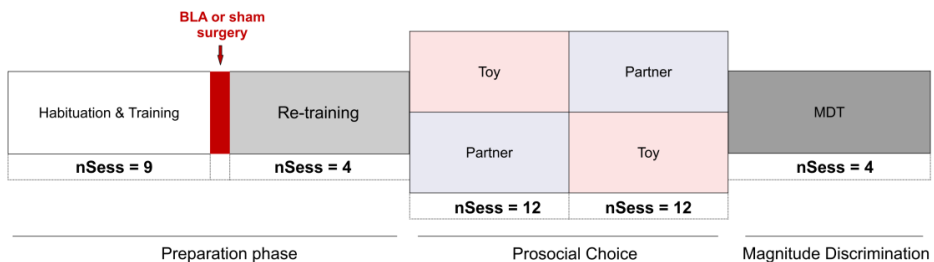 BLA or sham
surgery
Habituation & Training
Re-training
Toy
Partner
Partner
Toy
MDT
nSess = 9
nSess = 4
nSess = 12
nSess = 12
nSess = 4
Preparation phase
Prosocial Choice
Magnitude Discrimination